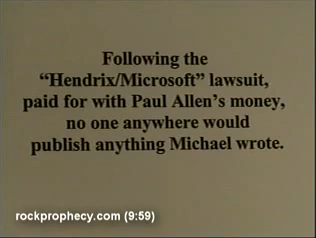 Following the
“Hendrix/Microsoft” lawsuit,
paid for with Paul Allen’s money,
no one anywhere would
publish anything Michael wrote.
rockprophecy.com (9:59)